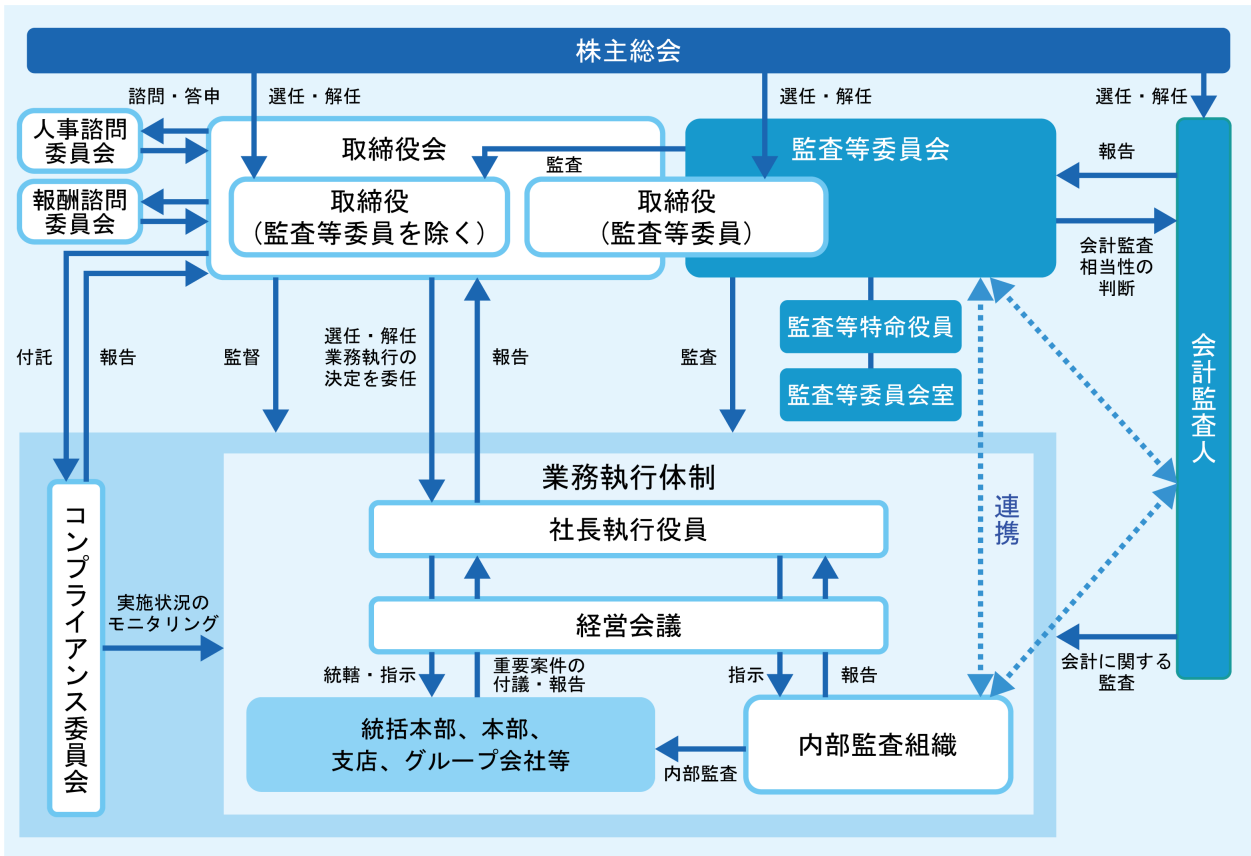 株主総会
諮問・答申
選任・解任
選任・解任
選任・解任
人事諮問
委員会
報酬諮問
委員会
取締役会
監査
監査等委員会
取締役
(監査等委員を除く)
取締役
(監査等委員)
報告
会計監査
相当性の
判断
付託
報告
監督
選任・解任
業務執行の
決定を委任
報告
監査
監査等特命役員
監査等委員会室
会計監査人
業務執行体制
社長執行役員
連携
コンプライアンス委員会
実施状況の
モニタリング
経営会議
統轄・指示
重要案件の
付議・報告
指示
報告
会計に関する
監査
統括本部、本部、
支店、グループ会社等
内部監査
内部監査組織